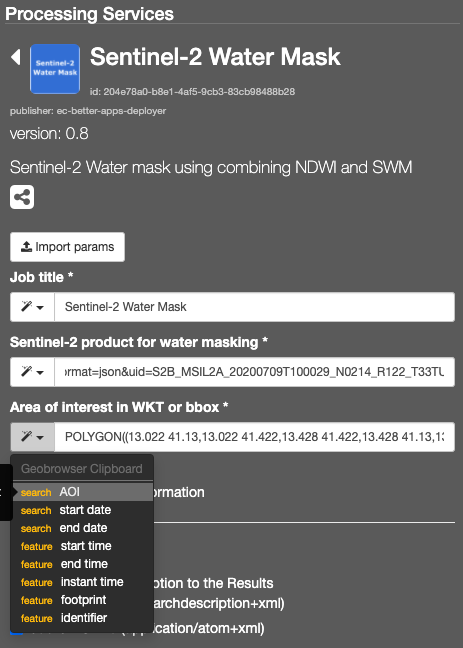 Processing Services
Sentinel-2
Water Mask
Sentinel-2 Water Mask
id: 204e78a0-b8e1-4af5-9cb3-83cb98488b28
publisher: ec-better-apps-deployer
version: 0.8
Sentinel-2 Water mask using combining NDWI and SWM
Import params
Job title *
Sentinel-2 Water Mask
Sentinel-2 product for water masking *
ormat=json&uid=S2B_MSIL2A_20200709T100029_N0214_R122_T33TU
Area of interest in WKT or bbox *
POLYGON((13.022 41.13,13.022 41.422,13.428 41.422,13.428 41.13,1
Geobrowser Clipboard
search AOI
ormation
search start date
search end date
feature start time
feature end time
feature instant time
ption to the Results
feature footprint
archdescription+xml)
feature identifier
(application/atom+xml)